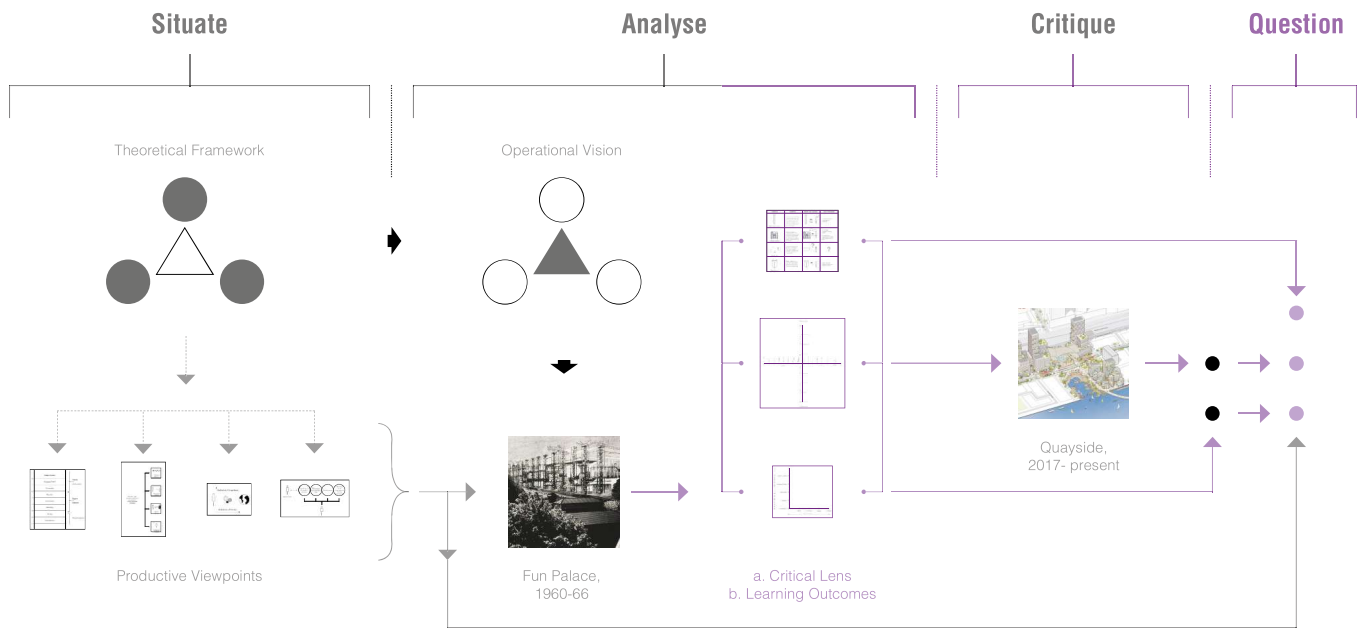 Situate
Analyse
Critique
Question
Theoretical Framework
Operational Vision
Quayside,
2017- present
Productive Viewpoints
Fun Palace,
1960-66
a. Critical Lens
b. Learning Outcomes